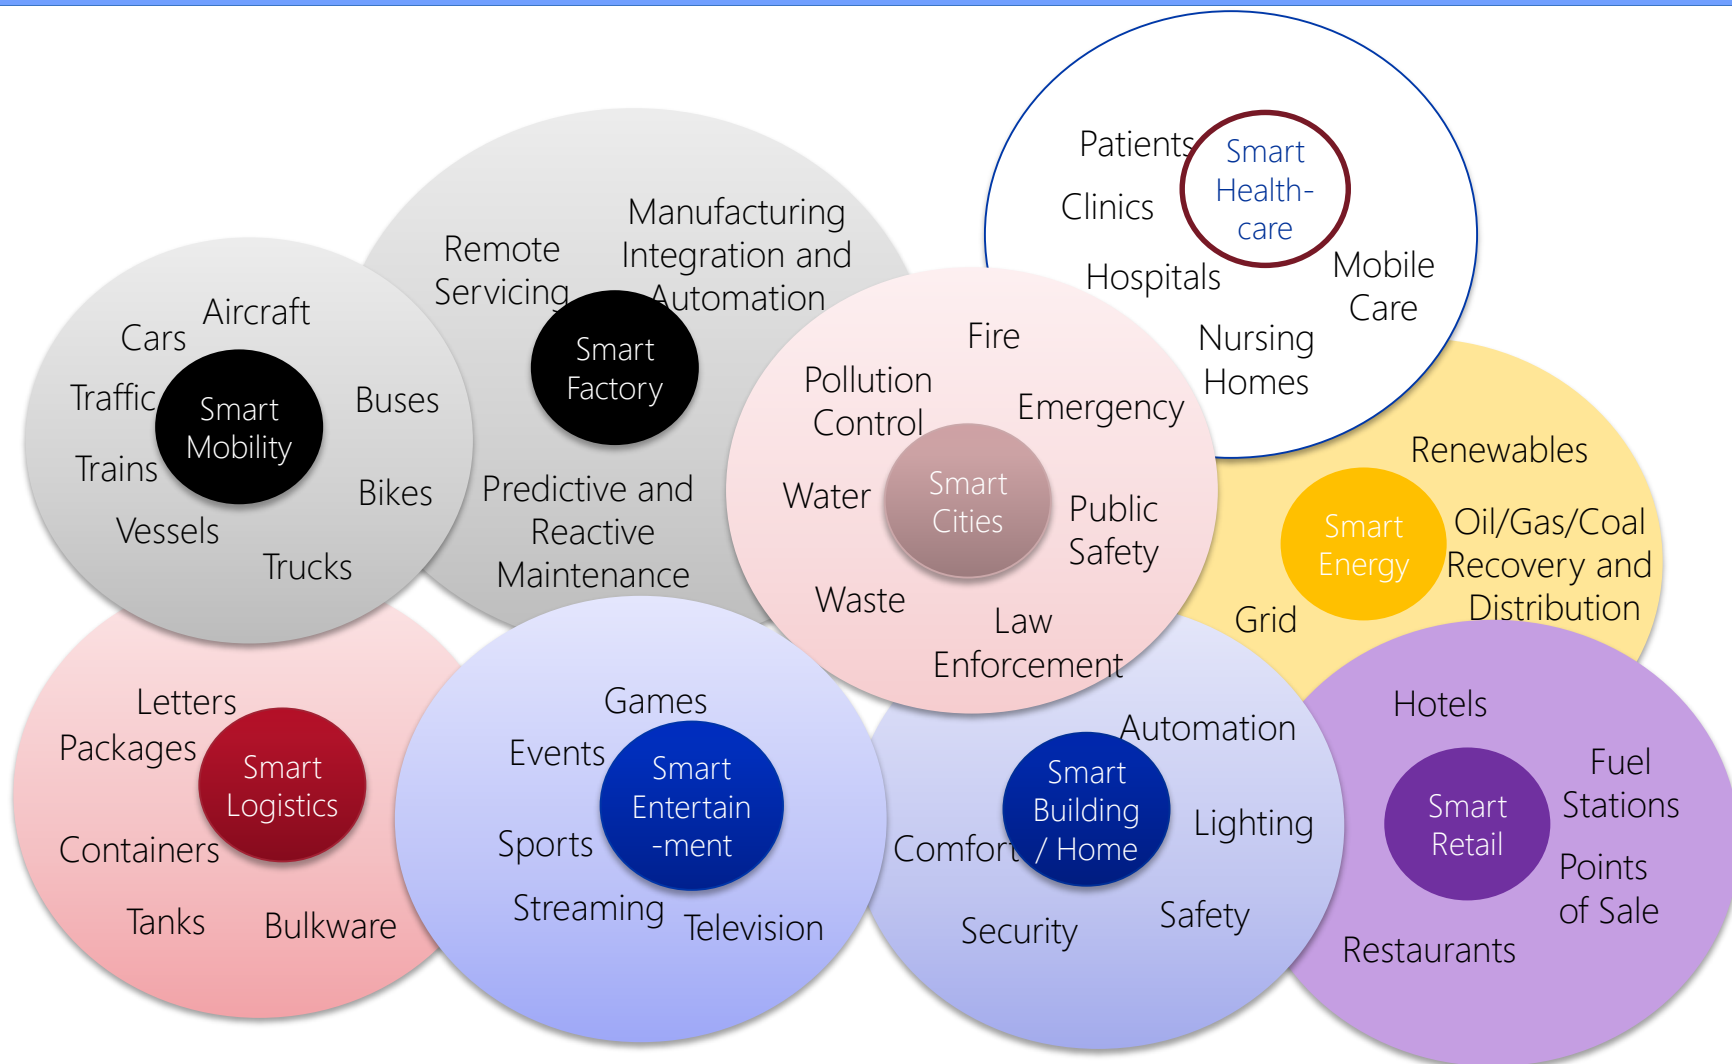 Patients
Clinics
Hospitals
Nursing
Homes
Mobile
Care
Smart
Health-
care
Remote
Servicing
Manufacturing
Integration and
Automation
Smart
Factory
Predictive and
Reactive
Maintenance
Aircraft
Cars
Traffic
Trains
Vessels
Trucks
Bikes
Buses
Smart
Mobility
Fire
Pollution
Control
Emergency
Water
Smart
Cities
Public
Safety
Waste
Law
Enforcement
Renewables
Smart
Energy
Oil/Gas/Coal
Recovery and
Distribution
Grid
Letters
Packages
Smart
Logistics
Containers
Tanks
Bulkware
Games
Events
Smart
Entertain
-ment
Sports
Streaming
Television
Automation
Smart
Building
/ Home
Lighting
Comfort
Security
Safety
Hotels
Fuel
Stations
Smart
Retail
Points
of Sale
Restaurants